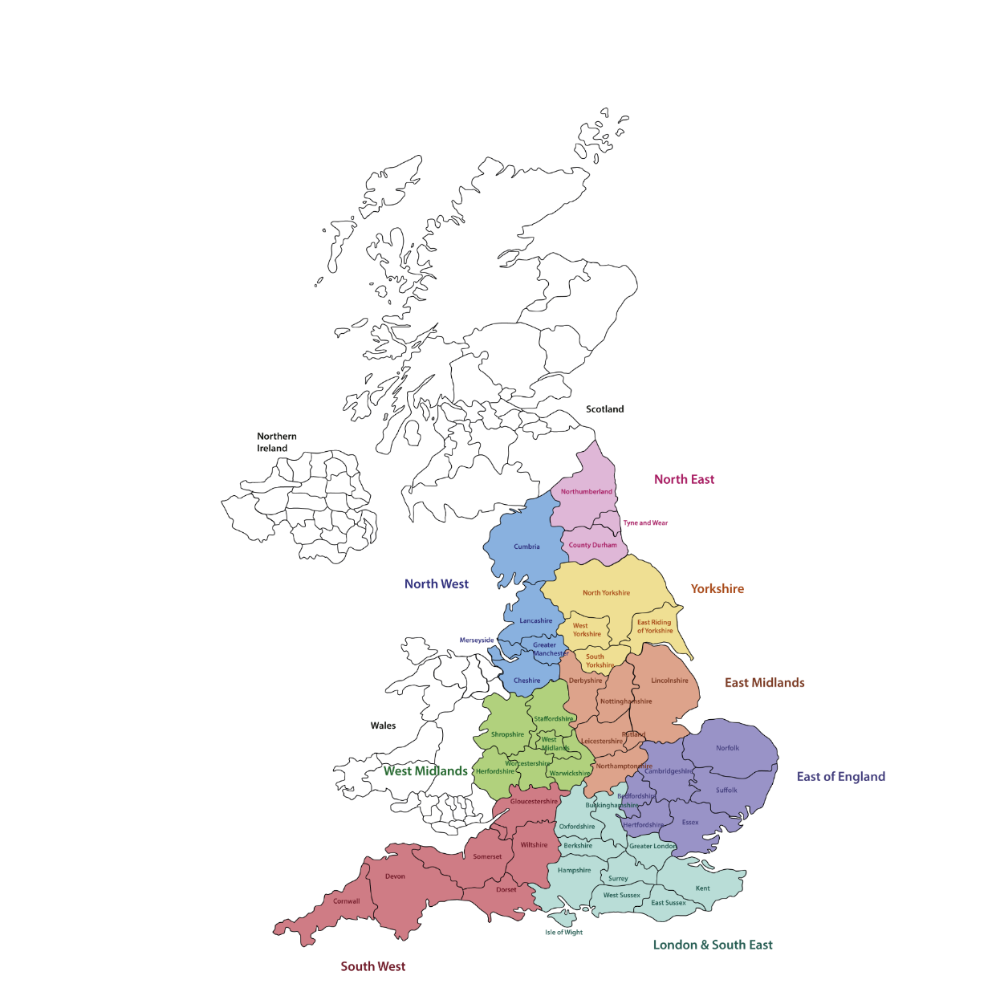 Scotland
Northern
Ireland
North East
Northumberland
Tyne and Wear
County Durham
Cumbria
North West
Yorkshire
North Yorkshire
Lancashire
West
Yorkshire
East Riding
of Yorkshire
Merseyside
Greater
Manchester
South
Yorkshire
Cheshire
Derbyshire
Lincolnshire
East Midlands
Nottinghamshire
Staffordshire
Wales
Shropshire
Rutland
Leicestershire
West
Midlands
Norfolk
Worcestershire
West Midlands
Herfordshire
Warwickshire
Northamptonshire
Cambridgeshire
East of England
Suffolk
Bedfordshire
Gloucestershire
Buckinghamshire
Oxfordshire
Hertfordshire
Essex
Wiltshire
Berkshire
Greater London
Somerset
Hampshire
Devon
Surrey
Kent
Dorset
West Sussex
Cornwall
East Sussex
Isle of Wight
London & South East
South West